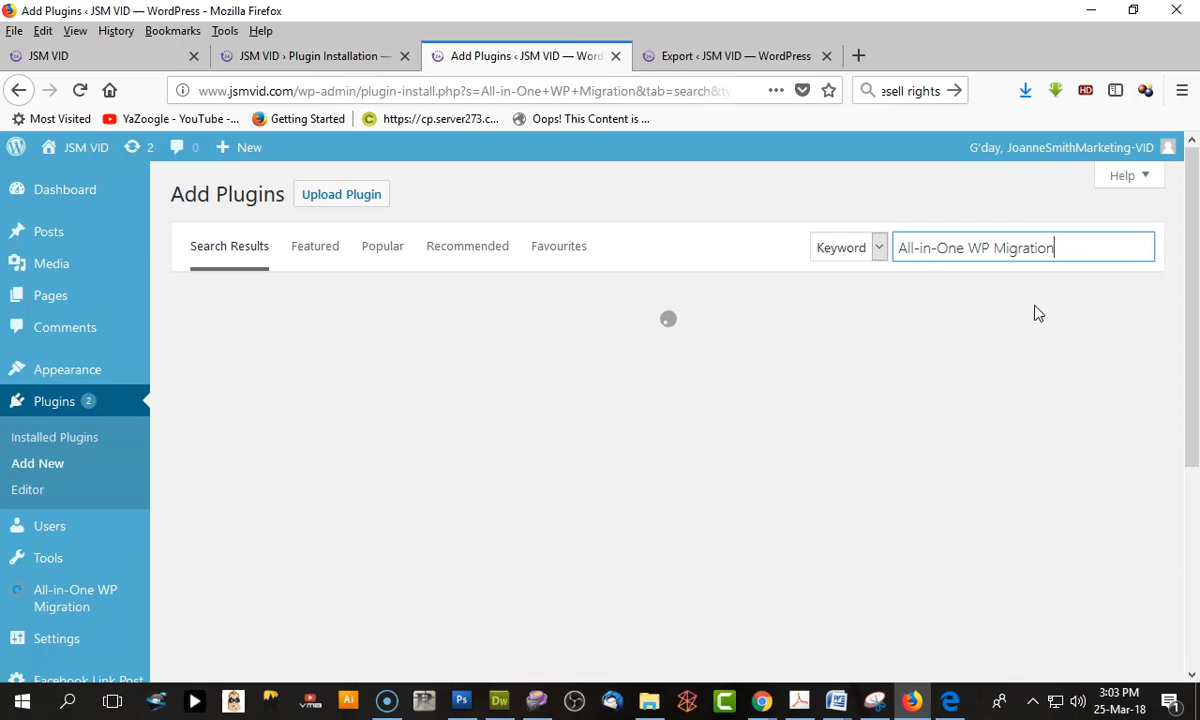 Add Plugins ‹ JSM VID — WordPress - Mozilla Firefox
File Edit View History Bookmarks Tools Help
JSM VID
JSM VID › Plugin Installation —
Add Plugins ‹ JSM VID — Word
Export ‹ JSM VID — WordPress
www.jsmvid.com/wp-admin/plugin-install.php?s=All-in-One+WP+Migration&tab=search&ty
esell rights
HD
Most Visited
YaZoogle - YouTube -...
Getting Started
https://cp.server273.c...
Oops! This Content is ...
JSM VID
2
0
New
G'day, JoanneSmithMarketing-VID
Dashboard
Posts
Media
Pages
Comments
Appearance
Plugins 2
Installed Plugins
Add New
Editor
Users
Tools
All-in-One WP
Migration
Settings
Facebook Link Post
Help
Add Plugins
Upload Plugin
Search Results
Featured
Popular
Recommended
Favourites
Keyword
All-in-One WP Migration
Ai
Ps
Dw
3:03 PM
25-Mar-18
1